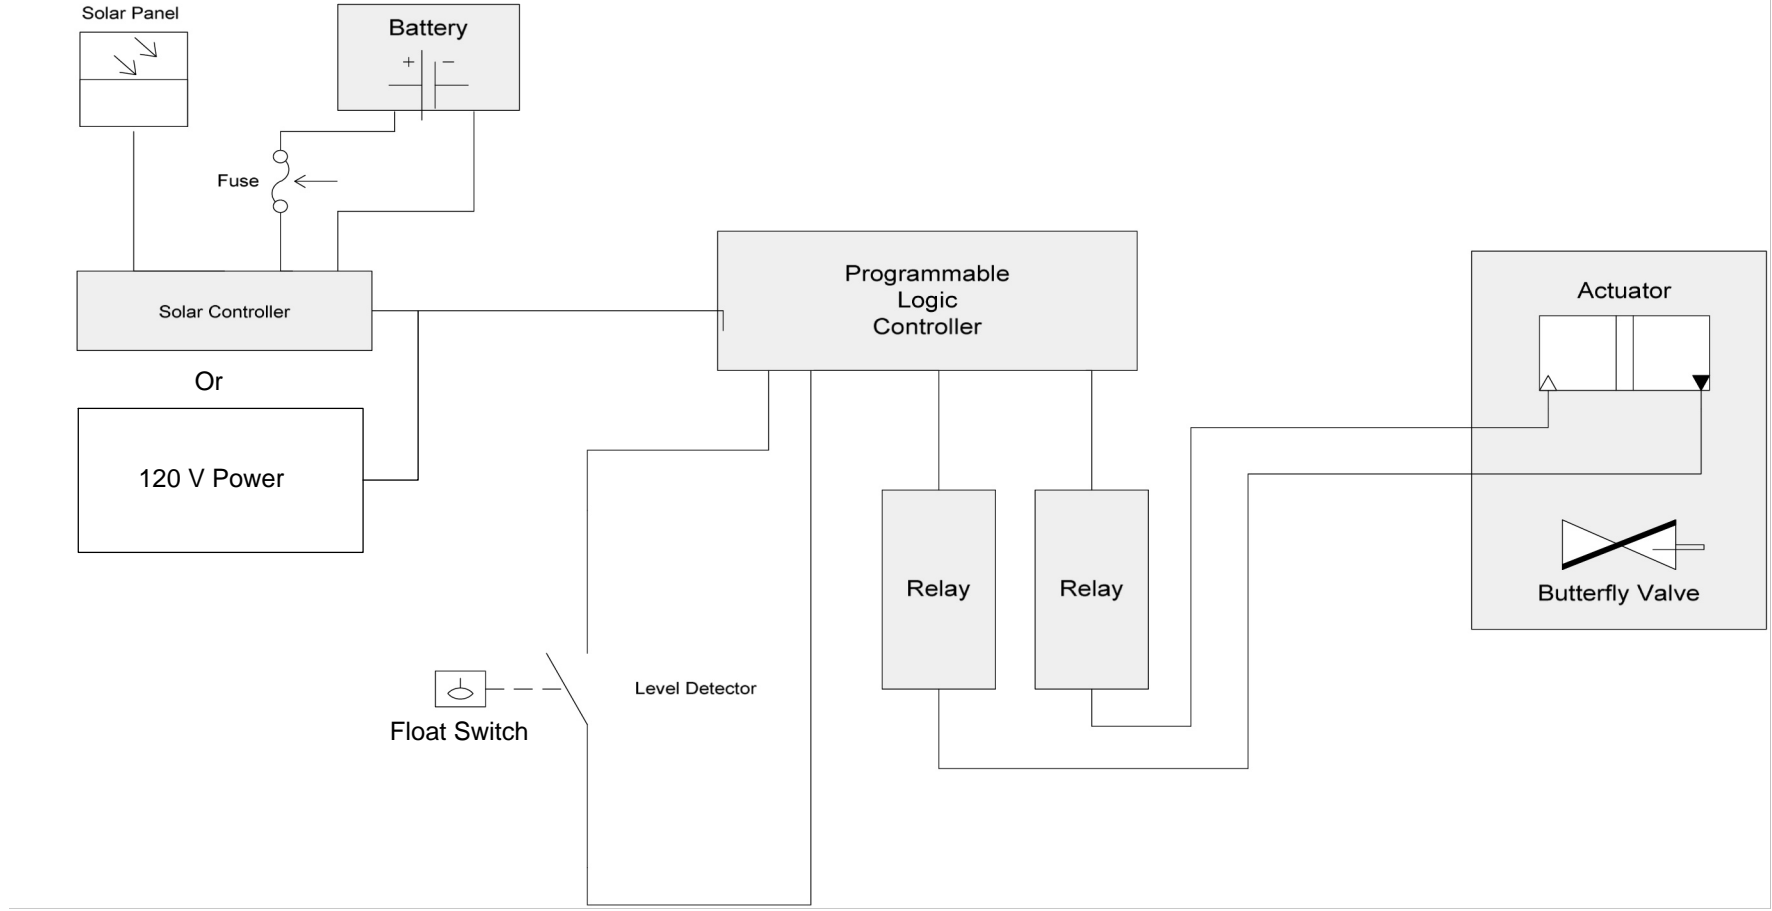 Solar Panel
Battery
+ −
Fuse
Solar Controller
Or
120 V Power
Programmable
Logic
Controller
Actuator
Relay
Relay
Butterfly Valve
Level Detector
Float Switch